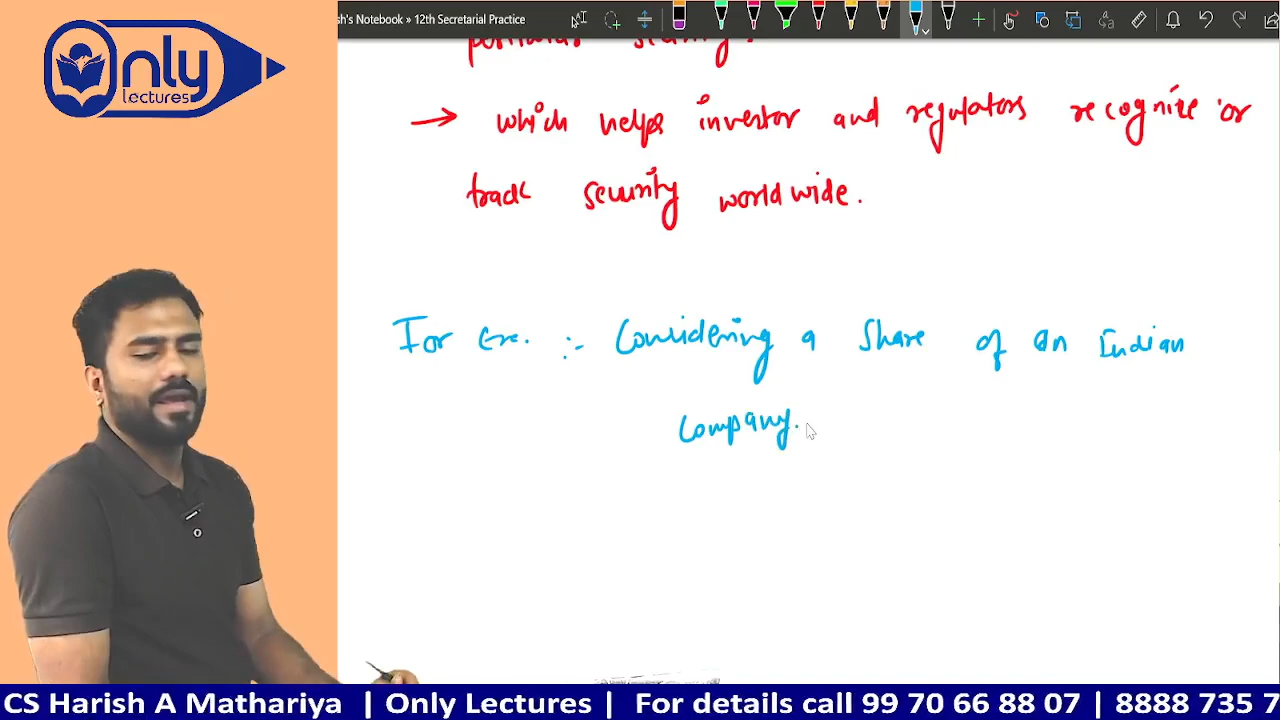 Only
lectures
sh's Notebook » 12th Secretarial Practice
→ which helps investor and regulators recognize or
track security worldwide.
For Ex. :- Considering a Share of an Indian
Company.
CS Harish A Mathariya | Only Lectures | For details call 99 70 66 88 07 | 8888 735 7